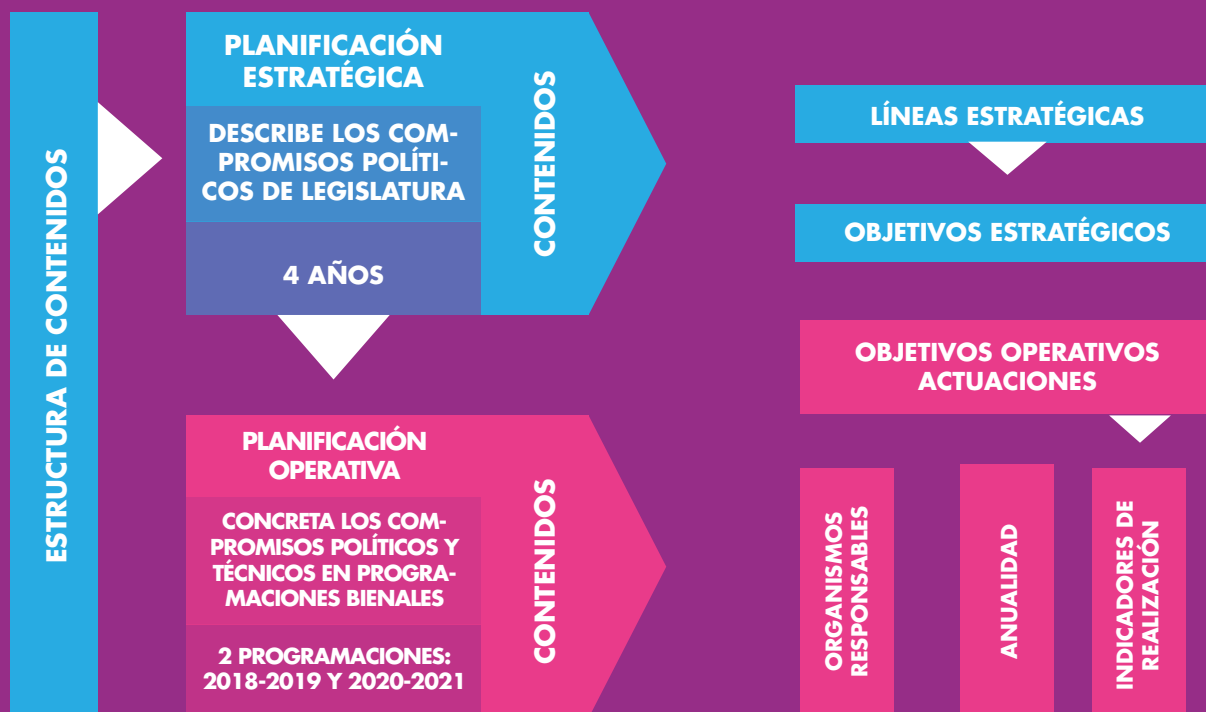 ESTRUCTURA DE CONTENIDOS
PLANIFICACIÓN
ESTRATÉGICA
DESCRIBE LOS COM-
PROMISOS POLÍTI-
COS DE LEGISLATURA
4 AÑOS
CONTENIDOS
LÍNEAS ESTRATÉGICAS
OBJETIVOS ESTRATÉGICOS
PLANIFICACIÓN
OPERATIVA
CONCRETA LOS COM-
PROMISOS POLÍTICOS Y
TÉCNICOS EN PROGRA-
MACIONES BIENALES
2 PROGRAMACIONES:
2018-2019 Y 2020-2021
CONTENIDOS
OBJETIVOS OPERATIVOS
ACTUACIONES
ORGANISMOS
RESPONSABLES
ANUALIDAD
INDICADORES DE
REALIZACIÓN